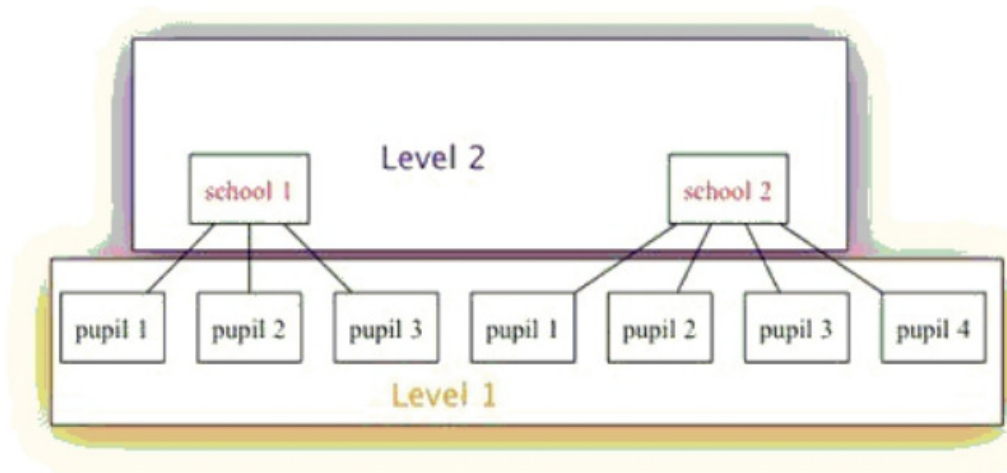 Level 2
school 1
school 2
pupil 1
pupil 2
pupil 3
pupil 1
pupil 2
pupil 3
pupil 4
Level 1